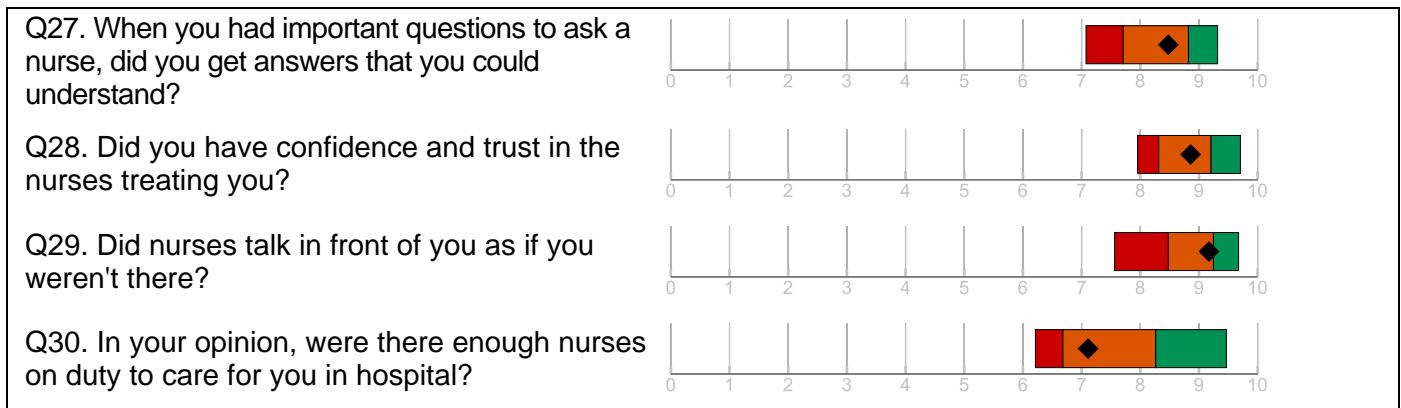 Q27. When you had important questions to ask a
nurse, did you get answers that you could
understand?
0 1 2 3 4 5 6 7 8 9 10
Q28. Did you have confidence and trust in the
nurses treating you?
0 1 2 3 4 5 6 7 8 9 10
Q29. Did nurses talk in front of you as if you
weren't there?
0 1 2 3 4 5 6 7 8 9 10
Q30. In your opinion, were there enough nurses
on duty to care for you in hospital?
0 1 2 3 4 5 6 7 8 9 10